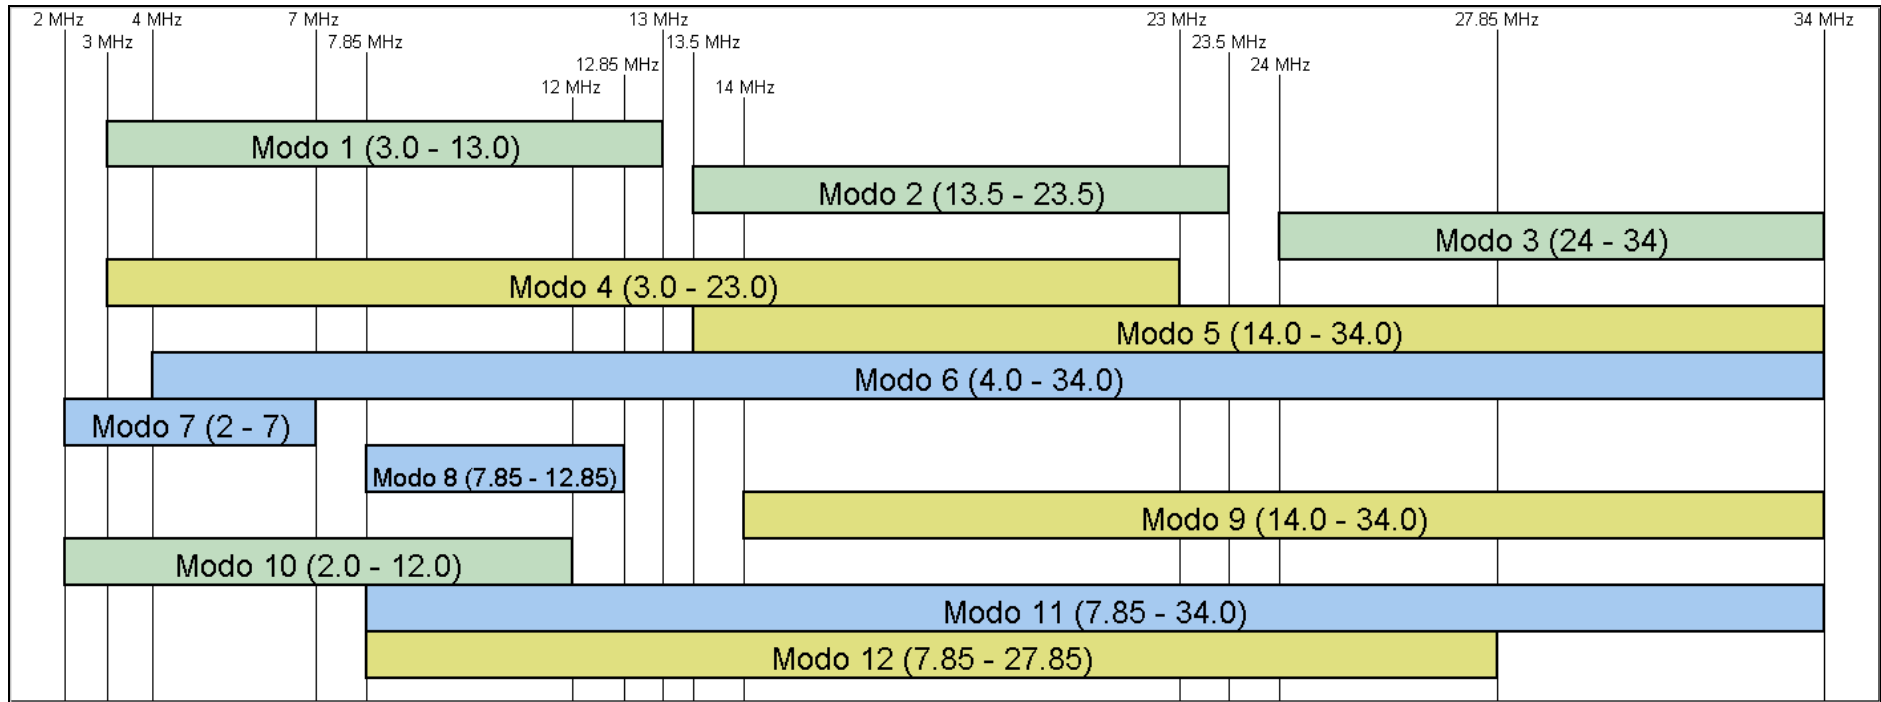 2 MHz 4 MHz 7 MHz 13 MHz 23 MHz 27.85 MHz 34 MHz
3 MHz 7.85 MHz 13.5 MHz 23.5 MHz
12.85 MHz 24 MHz
12 MHz 14 MHz
Modo 1 (3.0 - 13.0)
Modo 2 (13.5 - 23.5)
Modo 3 (24 - 34)
Modo 4 (3.0 - 23.0)
Modo 5 (14.0 - 34.0)
Modo 6 (4.0 - 34.0)
Modo 7 (2 - 7)
Modo 8 (7.85 - 12.85)
Modo 9 (14.0 - 34.0)
Modo 10 (2.0 - 12.0)
Modo 11 (7.85 - 34.0)
Modo 12 (7.85 - 27.85)